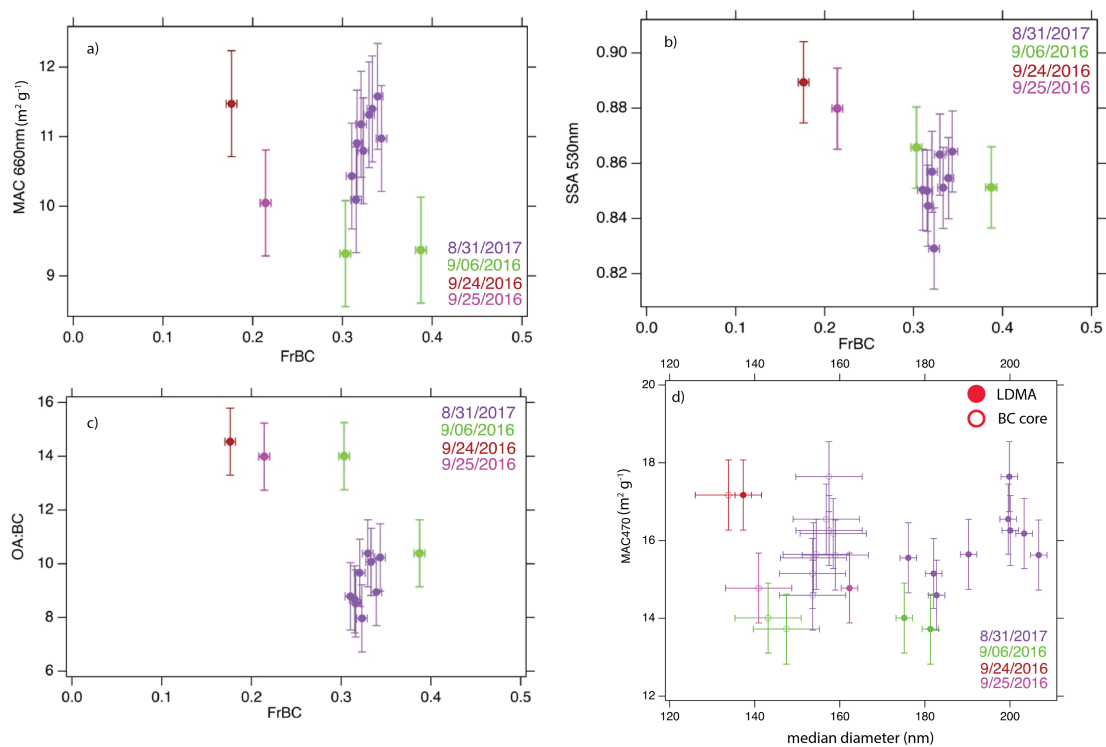 a)
12
11
10
9
MAC 660nm (m² g⁻¹)
8/31/2017
9/06/2016
9/24/2016
9/25/2016
0.0 0.1 0.2 0.3 0.4 0.5
FrBC
b)
0.90
0.88
0.86
0.84
0.82
SSA 530nm
8/31/2017
9/06/2016
9/24/2016
9/25/2016
0.0 0.1 0.2 0.3 0.4 0.5
FrBC
c)
16
14
12
10
8
6
OA:BC
8/31/2017
9/06/2016
9/24/2016
9/25/2016
0.0 0.1 0.2 0.3 0.4 0.5
FrBC
120 140 160 180 200
d)
20
18
16
14
12
MAC470 (m² g⁻¹)
LDMA
BC core
8/31/2017
9/06/2016
9/24/2016
9/25/2016
120 140 160 180 200
median diameter (nm)